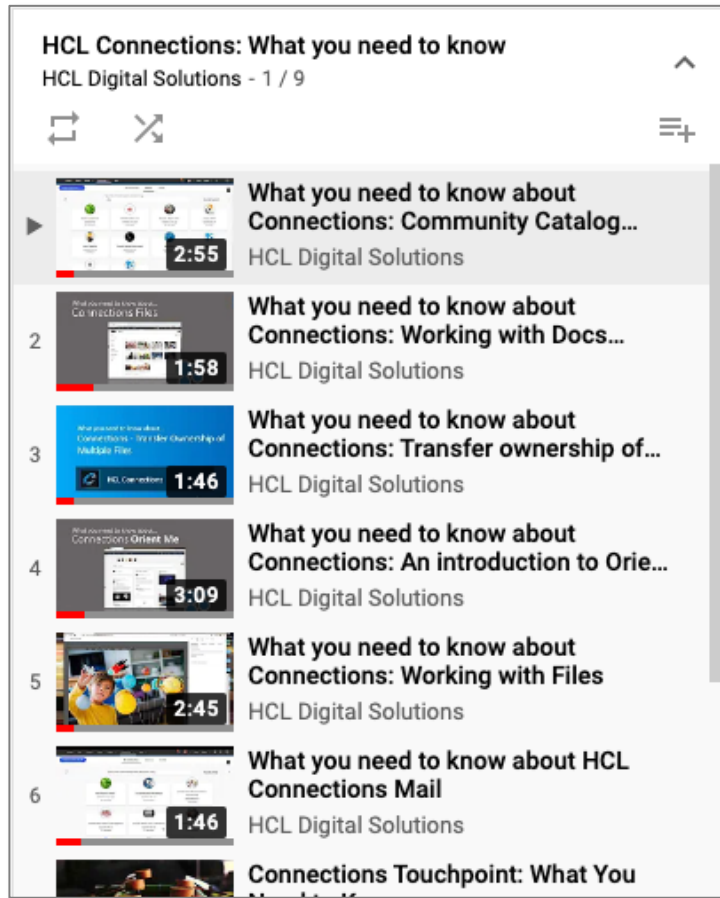 HCL Connections: What you need to know
HCL Digital Solutions - 1 / 9
What you need to know about
Connections: Community Catalog...
2:55
HCL Digital Solutions
2
What you need to know about...
Connections Files
1:58
What you need to know about
Connections: Working with Docs...
HCL Digital Solutions
3
What you need to know about...
Connections - Transfer Ownership of
Multiple Files
HCL Connections
1:46
What you need to know about
Connections: Transfer ownership of...
HCL Digital Solutions
4
What you need to know about...
Connections Orient Me
3:09
What you need to know about
Connections: An introduction to Orie...
HCL Digital Solutions
5
2:45
What you need to know about
Connections: Working with Files
HCL Digital Solutions
6
1:46
What you need to know about HCL
Connections Mail
HCL Digital Solutions
Connections Touchpoint: What You